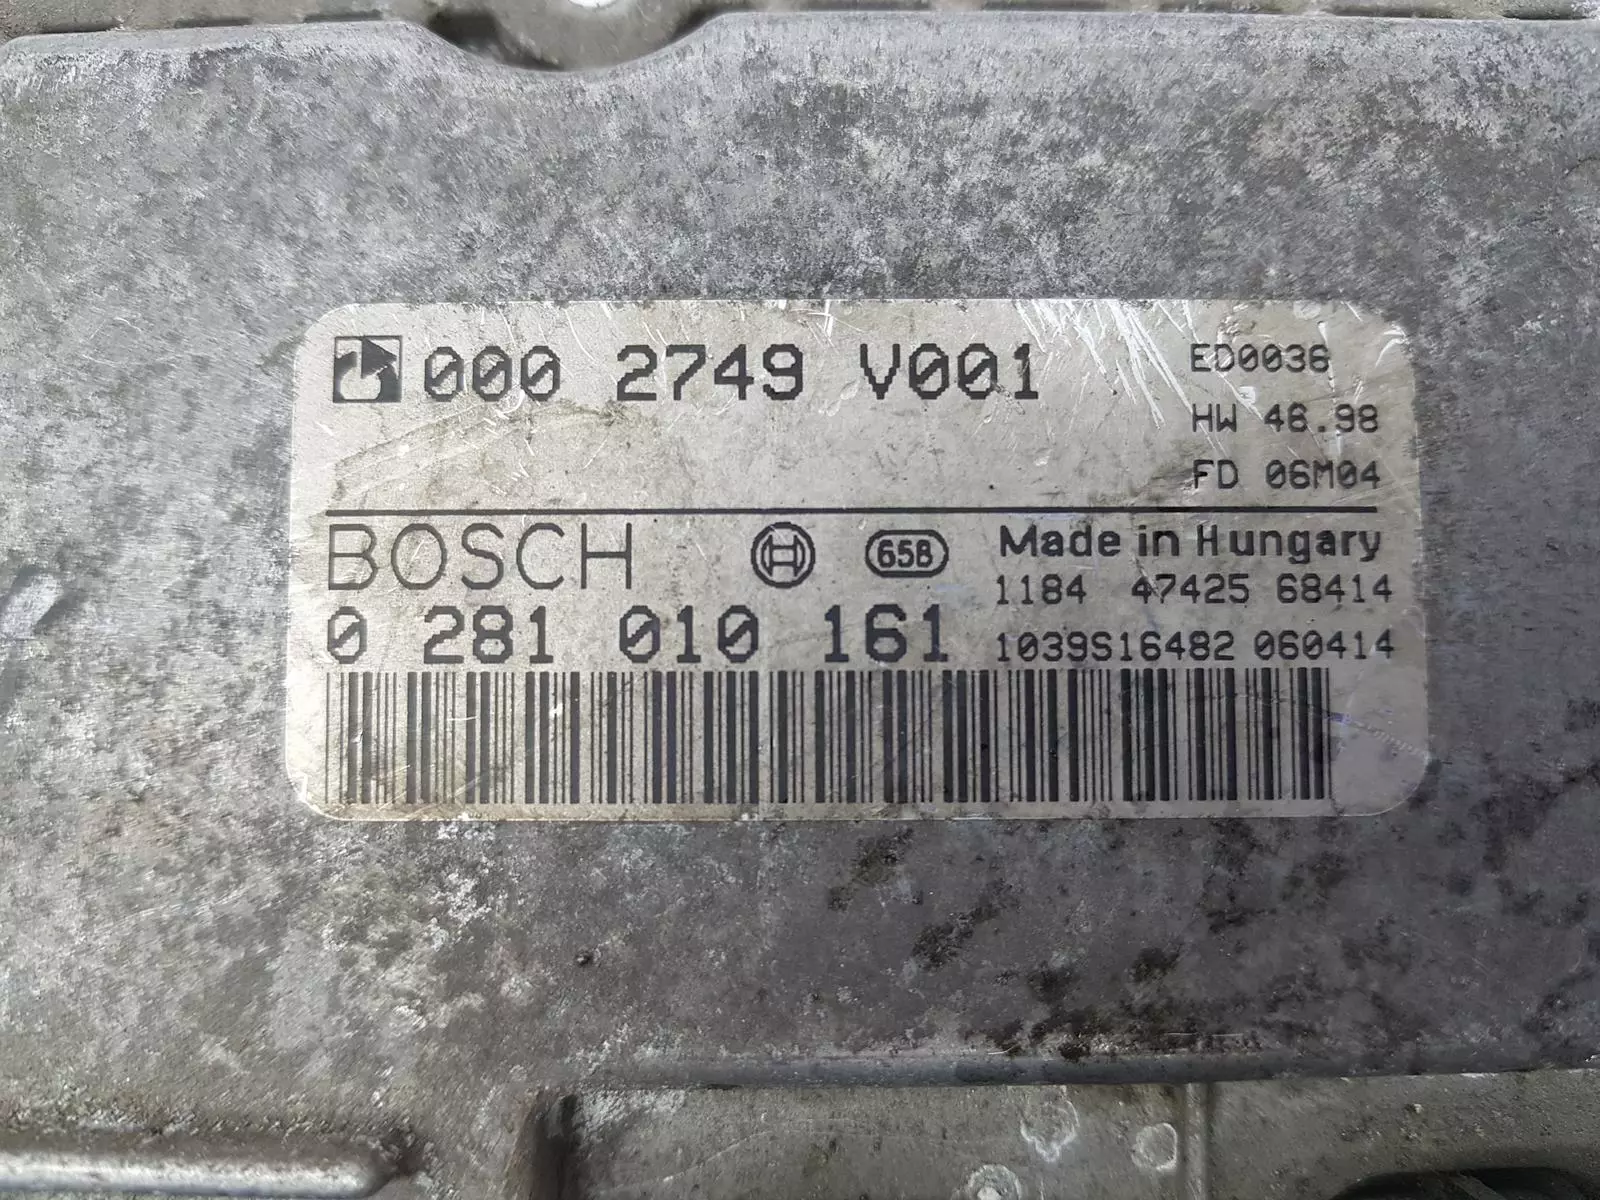 000 2749 V001
ED0036
HW 46.98
FD 06M04
BOSCH
658
Made in Hungary
0 281 010 161
1184 47425 68414
1039S16482 060414